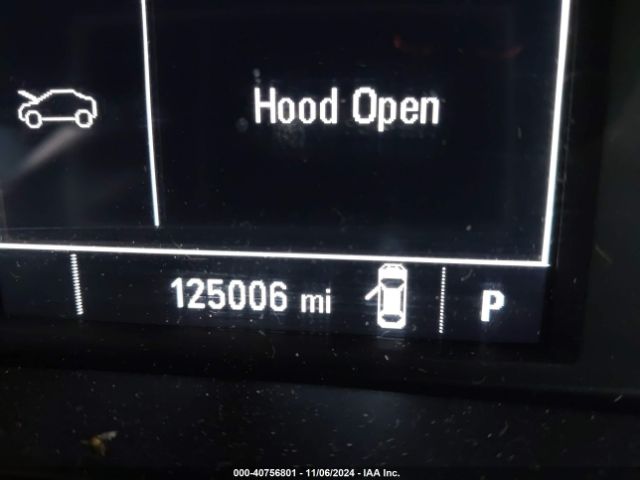 Hood Open
125006 mi P
000-40756801 - 11/06/2024 - IAA Inc.